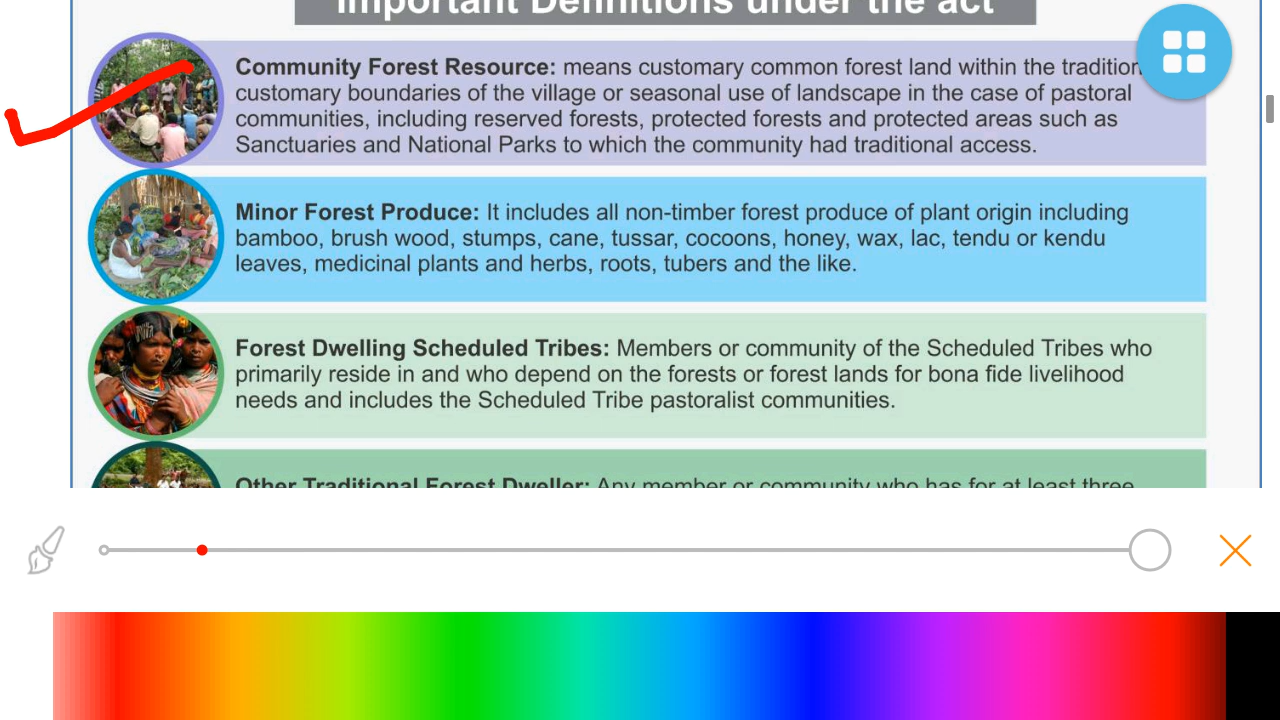 Important Definitions under the act
Community Forest Resource: means customary common forest land within the
customary boundaries of the village or seasonal use of landscape in the case of pastoral
communities, including reserved forests, protected forests and protected areas such as
Sanctuaries and National Parks to which the community had traditional access.
Minor Forest Produce: It includes all non-timber forest produce of plant origin including
bamboo, brush wood, stumps, cane, tussar, cocoons, honey, wax, lac, tendu or kendu
leaves, medicinal plants and herbs, roots, tubers and the like.
Forest Dwelling Scheduled Tribes: Members or community of the Scheduled Tribes who
primarily reside in and who depend on the forests or forest lands for bona fide livelihood
needs and includes the Scheduled Tribe pastoralist communities.
Other Traditional Forest Dweller: Any member or community who has for at least three